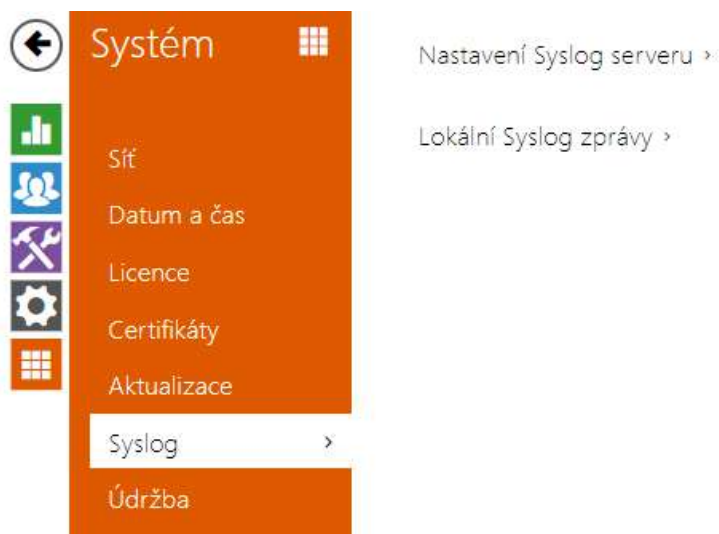 Systém
Síť
Datum a čas
Licence
Certifikáty
Aktualizace
Syslog ›
Údržba
Nastavení Syslog serveru ›
Lokální Syslog zprávy ›